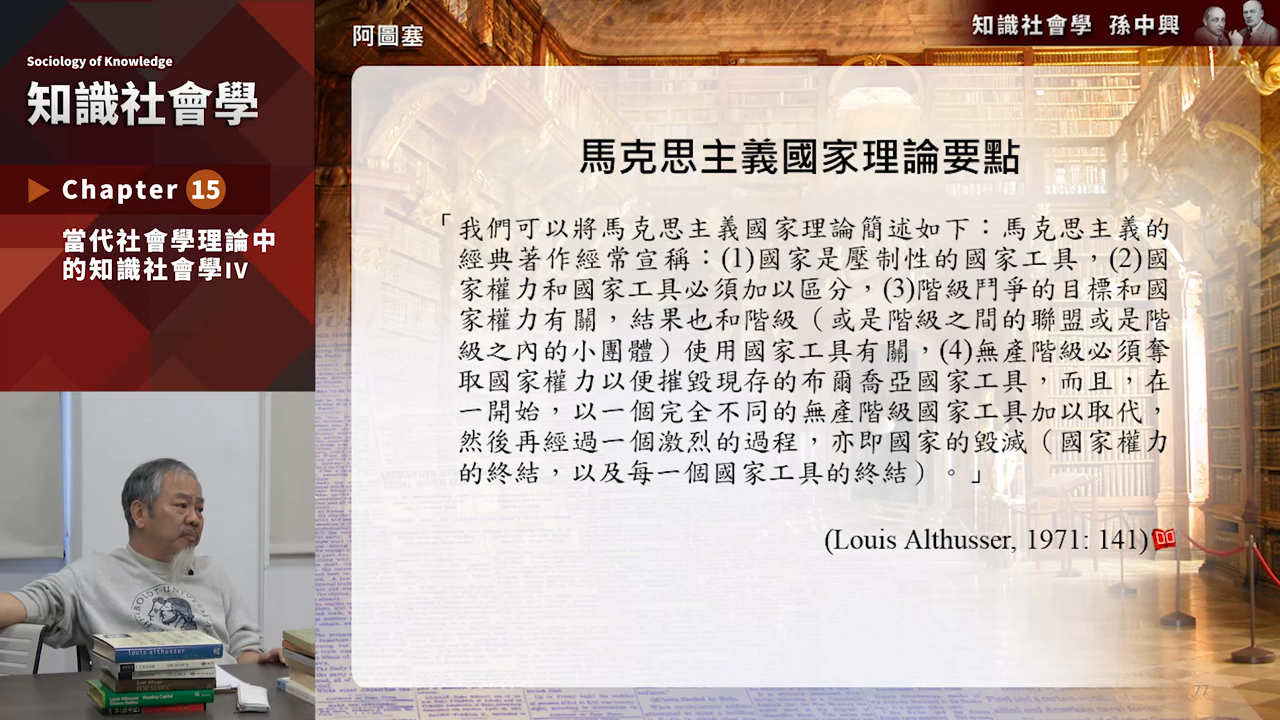 Sociology of Knowledge
知識社會學
Chapter 15
當代社會學理論中
的知識社會學IV
阿圖塞
知識社會學 孫中興
馬克思主義國家理論要點
「我們可以將馬克思主義國家理論簡述如下：馬克思主義的
經典著作經常宣稱：(1)國家是壓制性的國家工具，(2)國
家權力和國家工具必須加以區分，(3)階級鬥爭的目標和國
家權力有關，結果也和階級（或是階級之間的聯盟或是階
級之內的小團體）使用國家工具有關，(4)無產階級必須奪
取國家權力以便摧毀現存的布爾喬亞國家工具，而且，在
一開始，以一個完全不同的無產階級國家工具加以取代，
然後再經過一個激烈的過程，亦即國家的毀滅（國家權力
的終結，以及每一個國家工具的終結）。」
(Louis Althusser, 1971: 141)
77
louis althusser
FOR MARX
Reading Capital